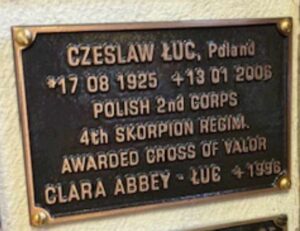 CZESLAW ŁUC, Poland
*17 08 1925 +13 01 2006
POLISH 2nd CORPS
4th SKORPION REGIM.
AWARDED CROSS OF VALOR
CLARA ABBEY - ŁUC +1996